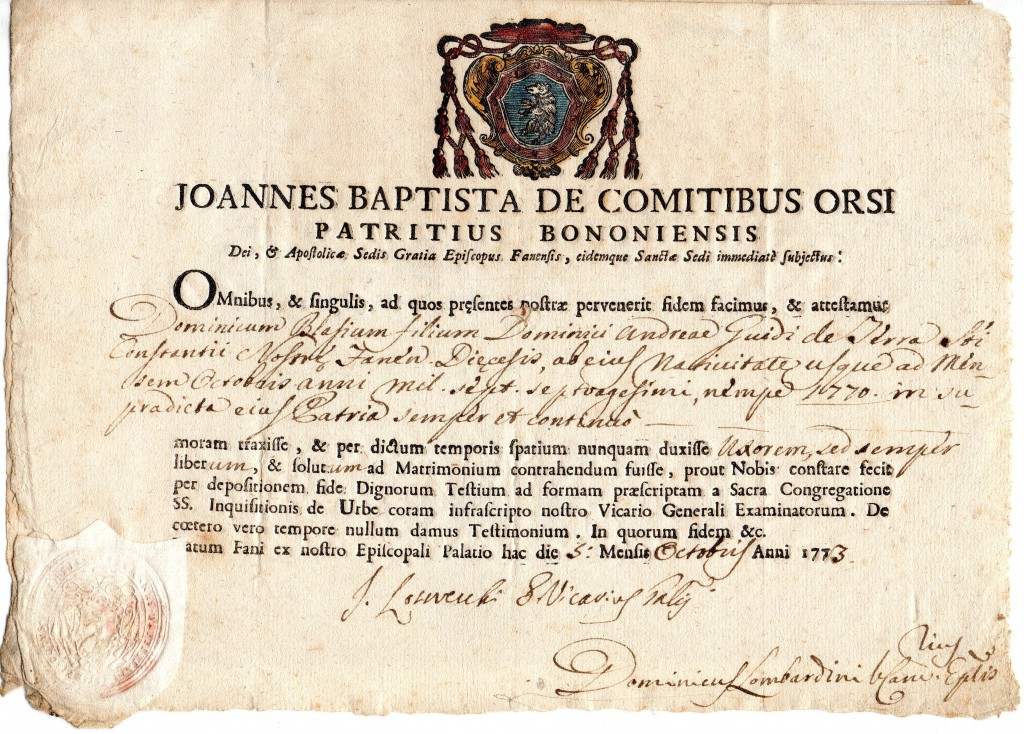 JOANNES BAPTISTA DE COMITIBUS ORSI
PATRITIUS BONONIENSIS
Dei, & Apostolicæ Sedis Gratia Episcopus Fanensis, eidemque Sanctæ Sedi immediatè subjectus:
OMnibus, & singulis, ad quos pręsentes nostræ pervenerit fidem facimus, & attestamur
Dominicum Blasium filium Dominici Andreae Guidi de Terra Sti
Constantii Nostrę Fanen Dięcesis, ab eius Nativitate usque ad Men-
sem Octobris anni mil. sept. septuagesimi, nempe 1770. in su-
pradicta eius Patria semper et continuò
moram traxisse, & per dictum temporis spatium nunquam duxisse Uxorem, sed semper
liberum, & solutum ad Matrimonium contrahendum fuisse, prout Nobis constare fecit
per depositionem fide Dignorum Testium ad formam præscriptam a Sacra Congregatione
SS. Inquisitionis de Urbe coram infrascripto nostro Vicario Generali Examinatorum. De
cœtero vero tempore nullum damus Testimonium. In quorum fidem &c.
Datum Fani ex nostro Episcopali Palatio hac die 5: Mensis Octobris Anni 1773
Vicarius
Dominicus Lombardini